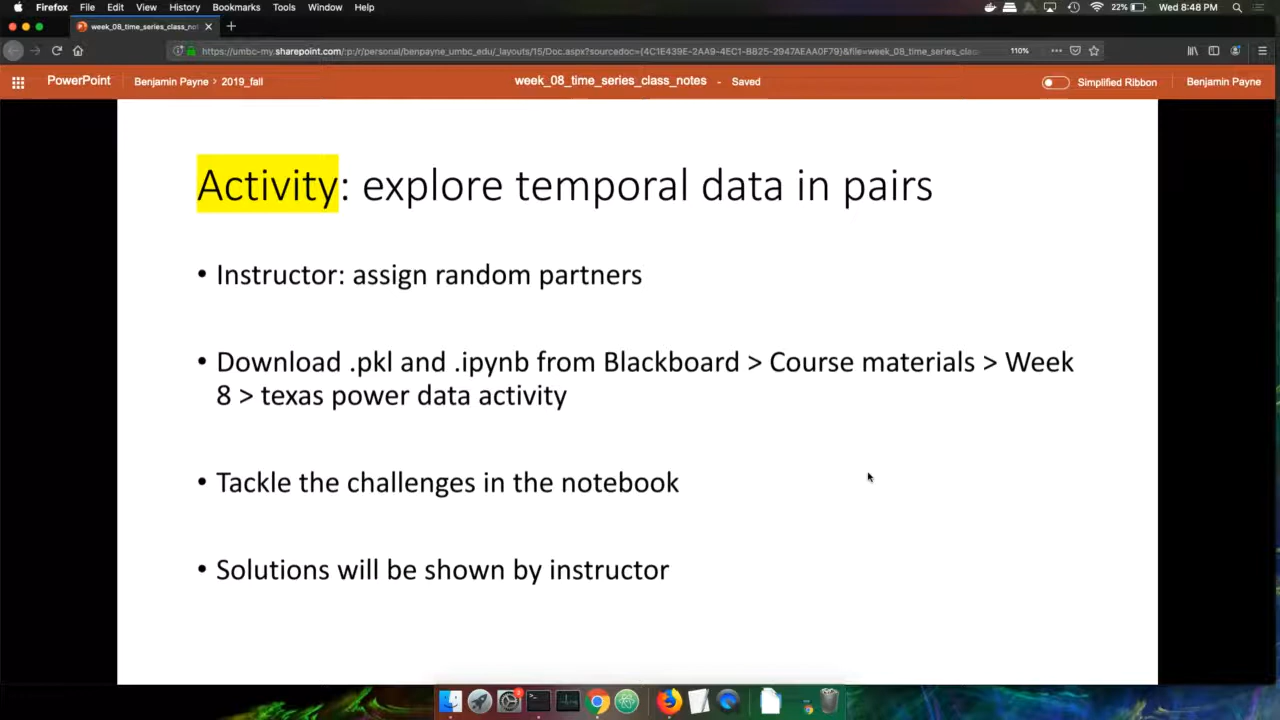 Firefox File Edit View History Bookmarks Tools Window Help 22% Wed 8:48 PM
week_08_time_series_class_not
https://umbc-my.sharepoint.com/:p:/r/personal/benpayne_umbc_edu/_layouts/15/Doc.aspx?sourcedoc={4C1E439E-2AA9-4EC1-B825-2947AEAA0F79}&file=week_08_time_series_clas 110%
PowerPoint Benjamin Payne > 2019_fall week_08_time_series_class_notes - Saved Simplified Ribbon Benjamin Payne
Activity: explore temporal data in pairs
• Instructor: assign random partners
• Download .pkl and .ipynb from Blackboard > Course materials > Week
8 > texas power data activity
• Tackle the challenges in the notebook
• Solutions will be shown by instructor